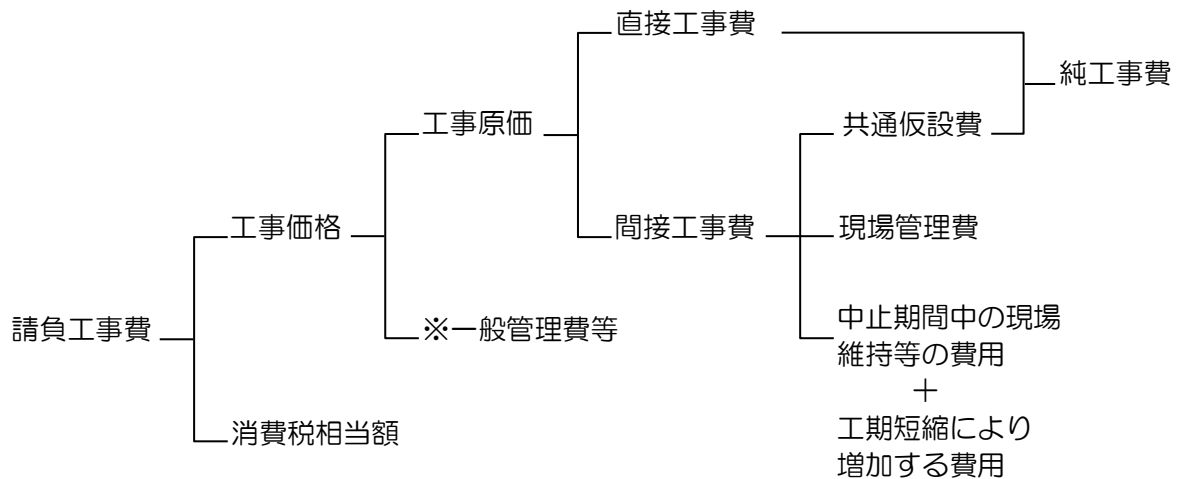 直接工事費
純工事費
工事原価
共通仮設費
工事価格
間接工事費
現場管理費
請負工事費
※一般管理費等
中止期間中の現場
維持等の費用
＋
工期短縮により
増加する費用
消費税相当額